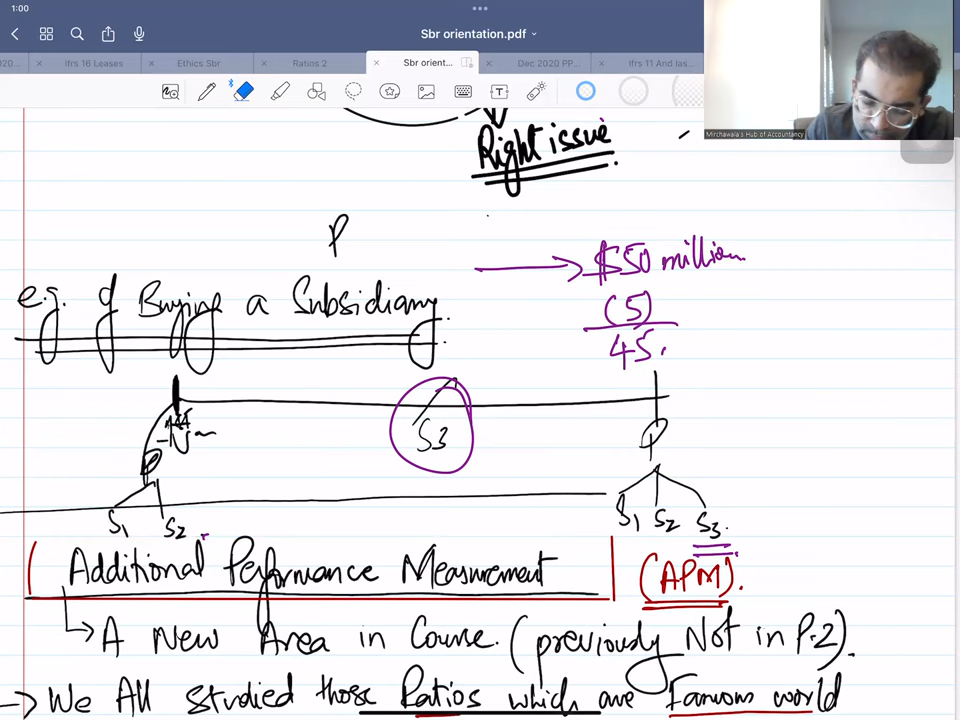 1:00
Sbr orientation.pdf
020...
Ifrs 16 Leases
Ethics Sbr
Ratios 2
Sbr orient...
Dec 2020 PP...
Ifrs 11 And las...
Mirchawala's Hub of Accountancy
Right issue
P
$50 million
e.g. of Buying a Subsidiary.
(5)
45.
S3
P
P
S1 S2
S1 S2 S3.
Additional Performance Measurement (APM).
A New Area in Course. (previously Not in P.2).
We All studied those Ratios which are Famous world